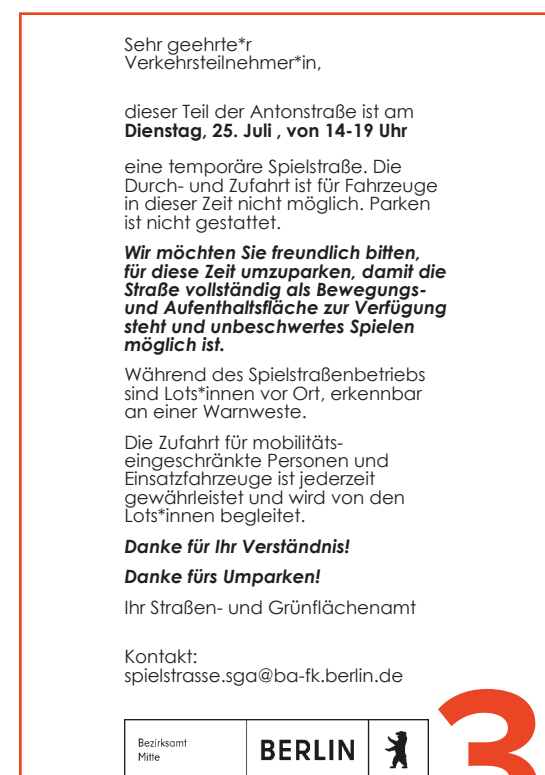 Sehr geehrte*r
Verkehrsteilnehmer*in,
dieser Teil der Antonstraße ist am
Dienstag, 25. Juli , von 14-19 Uhr
eine temporäre Spielstraße. Die
Durch- und Zufahrt ist für Fahrzeuge
in dieser Zeit nicht möglich. Parken
ist nicht gestattet.
Wir möchten Sie freundlich bitten,
für diese Zeit umzuparken, damit die
Straße vollständig als Bewegungs-
und Aufenthaltsfläche zur Verfügung
steht und unbeschwertes Spielen
möglich ist.
Während des Spielstraßenbetriebs
sind Lots*innen vor Ort, erkennbar
an einer Warnweste.
Die Zufahrt für mobilitäts-
eingeschränkte Personen und
Einsatzfahrzeuge ist jederzeit
gewährleistet und wird von den
Lots*innen begleitet.
Danke für Ihr Verständnis!
Danke fürs Umparken!
Ihr Straßen- und Grünflächenamt
Kontakt:
spielstrasse.sga@ba-fk.berlin.de
Bezirksamt
Mitte
BERLIN
3